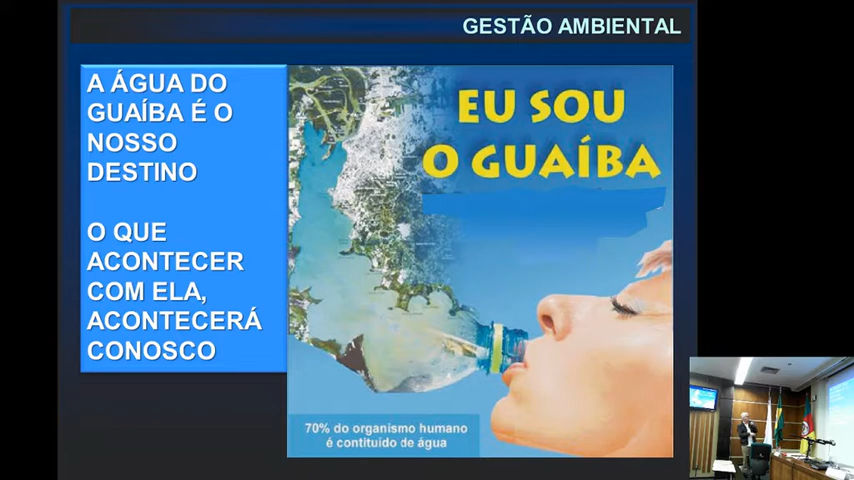 GESTÃO AMBIENTAL
A ÁGUA DO
GUAÍBA É O
NOSSO
DESTINO
O QUE
ACONTECER
COM ELA,
ACONTECERÁ
CONOSCO
EU SOU
O GUAÍBA
70% do organismo humano
é contituido de água